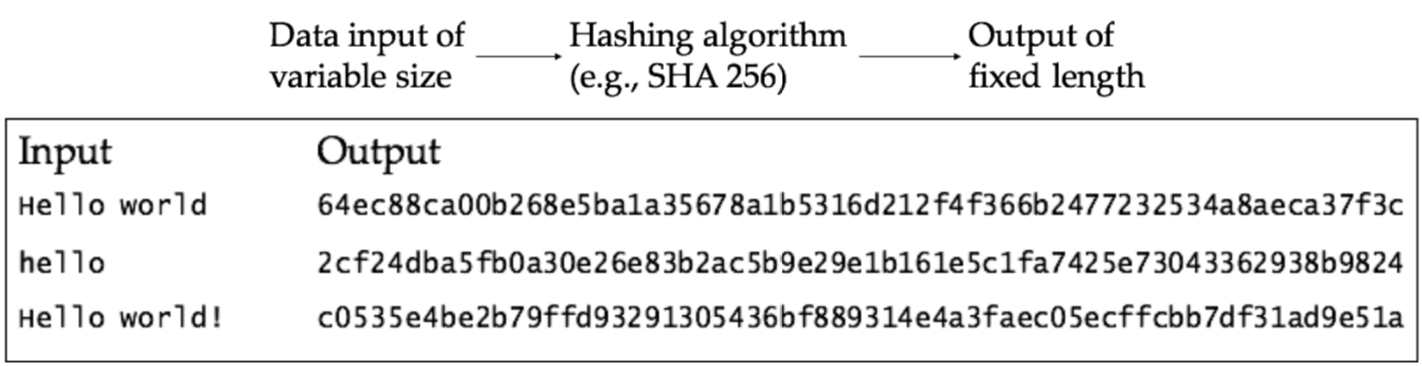 Data input of variable size
Hashing algorithm (e.g., SHA 256)
Output of fixed length
Input Output
Hello world 64ec88ca00b268e5ba1a35678a1b5316d212f4f366b2477232534a8aeca37f3c
hello 2cf24dba5fb0a30e26e83b2ac5b9e29e1b161e5c1fa7425e73043362938b9824
Hello world! c0535e4be2b79ffd93291305436bf889314e4a3faec05ecffcbb7df31ad9e51a